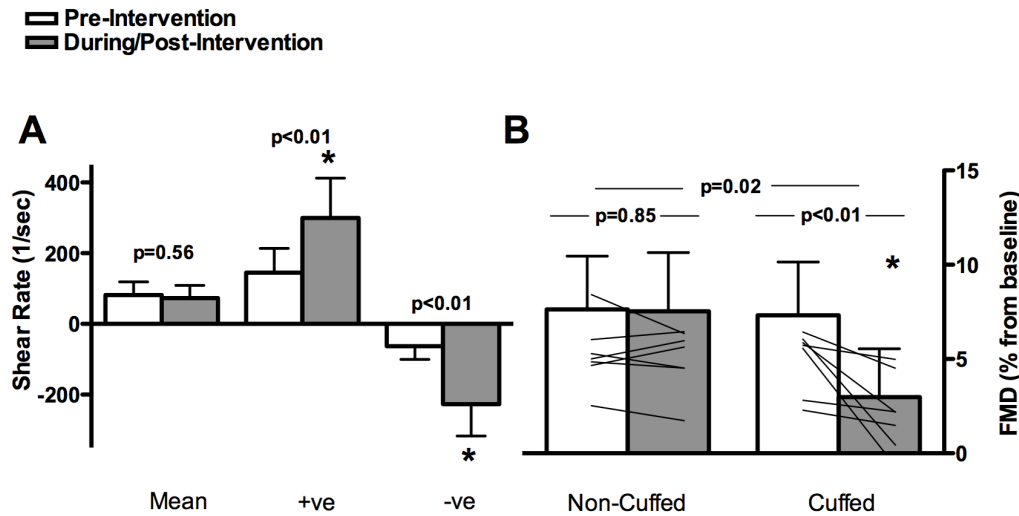 Pre-Intervention
During/Post-Intervention
A
Shear Rate (1/sec)
400
200
0
-200
p=0.56
p<0.01
*
p<0.01
*
Mean
+ve
-ve
B
p=0.02
p=0.85
p<0.01
*
15
10
5
0
FMD (% from baseline)
Non-Cuffed
Cuffed